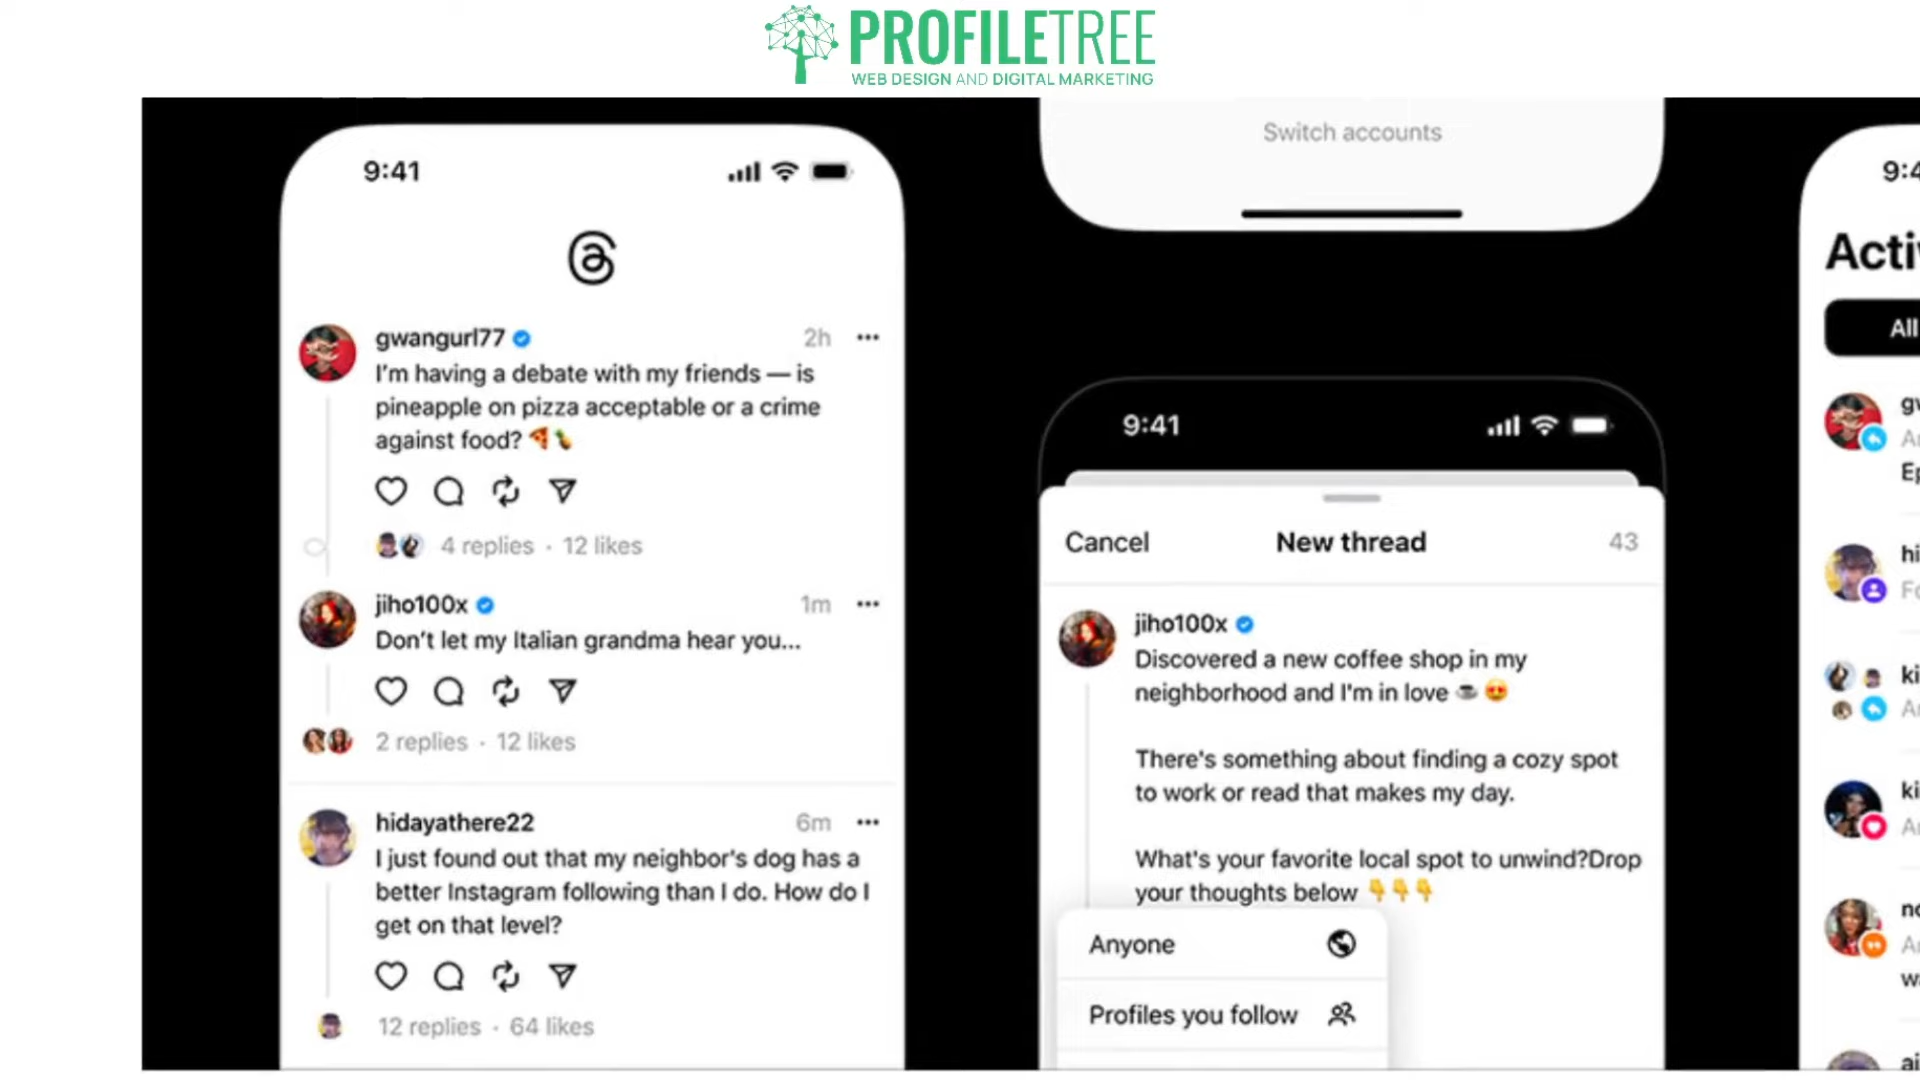 PROFILETREE
WEB DESIGN AND DIGITAL MARKETING
9:41
gwangurl77
2h
I'm having a debate with my friends — is
pineapple on pizza acceptable or a crime
against food? 🍕🍍
4 replies · 12 likes
jiho100x
1m
Don't let my Italian grandma hear you...
2 replies · 12 likes
hidayathere22
6m
I just found out that my neighbor's dog has a
better Instagram following than I do. How do I
get on that level?
12 replies · 64 likes
Switch accounts
9:41
Cancel
New thread
43
jiho100x
Discovered a new coffee shop in my
neighborhood and I'm in love ☕😍
There's something about finding a cozy spot
to work or read that makes my day.
What's your favorite local spot to unwind?Drop
your thoughts below 👇👇👇
Anyone
Profiles you follow
All